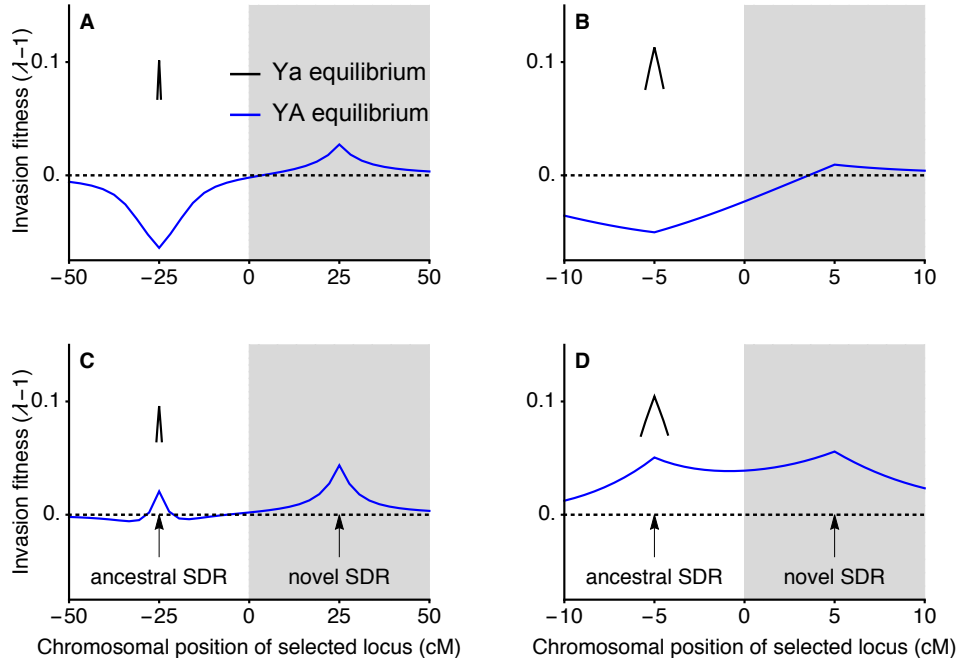 A
B
Invasion fitness (λ−1)
0.1
0.
Ya equilibrium
YA equilibrium
0.1
0.
−50 −25 0 25 50
−10 −5 0 5 10
C
D
Invasion fitness (λ−1)
0.1
0.
ancestral SDR
novel SDR
0.1
0.
ancestral SDR
novel SDR
−50 −25 0 25 50
−10 −5 0 5 10
Chromosomal position of selected locus (cM)
Chromosomal position of selected locus (cM)